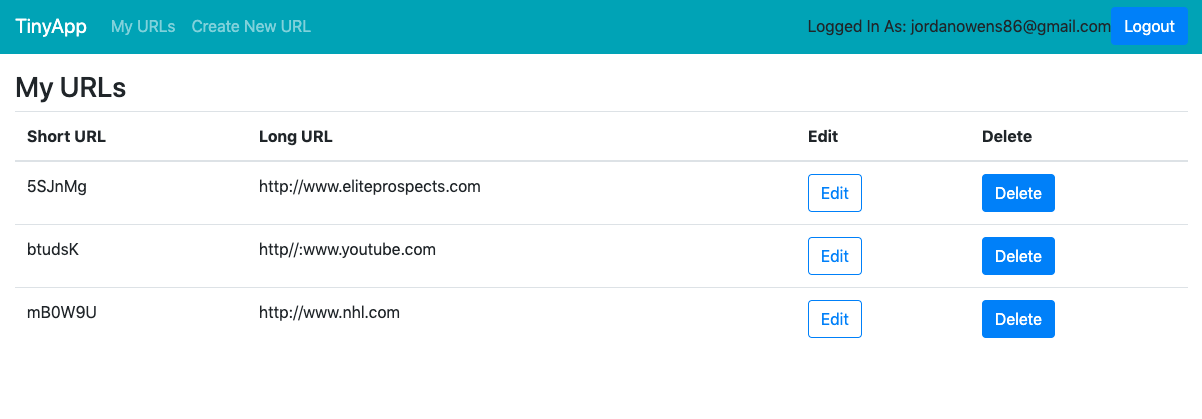 TinyApp My URLs Create New URL Logged In As: jordanowens86@gmail.com Logout
My URLs
Short URL Long URL Edit Delete
5SJnMg http://www.eliteprospects.com Edit Delete
btudsK http//:www.youtube.com Edit Delete
mB0W9U http://www.nhl.com Edit Delete